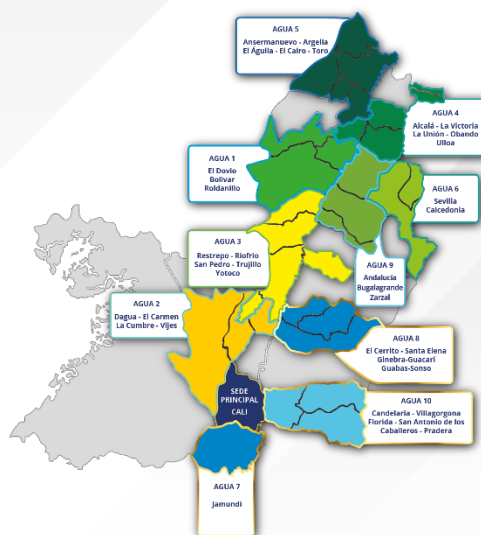 AGUA 5
Ansermanuevo - Argelia
El Águila - El Cairo - Toro
AGUA 4
Alcalá - La Victoria
La Unión - Obando
Ulloa
AGUA 1
El Dovio
Bolivar
Roldanillo
AGUA 6
Sevilla
Caicedonia
AGUA 3
Restrepo - Riofrio
San Pedro - Trujillo
Yotoco
AGUA 9
Andalucía
Bugalagrande
Zarzal
AGUA 2
Dagua - El Carmen
La Cumbre - Vijes
AGUA 8
El Cerrito - Santa Elena
Ginebra-Guacarí
Guabas-Sonso
SEDE
PRINCIPAL
CALI
AGUA 10
Candelaria - Villagorgona
Florida - San Antonio de los
Caballeros - Pradera
AGUA 7
Jamundi